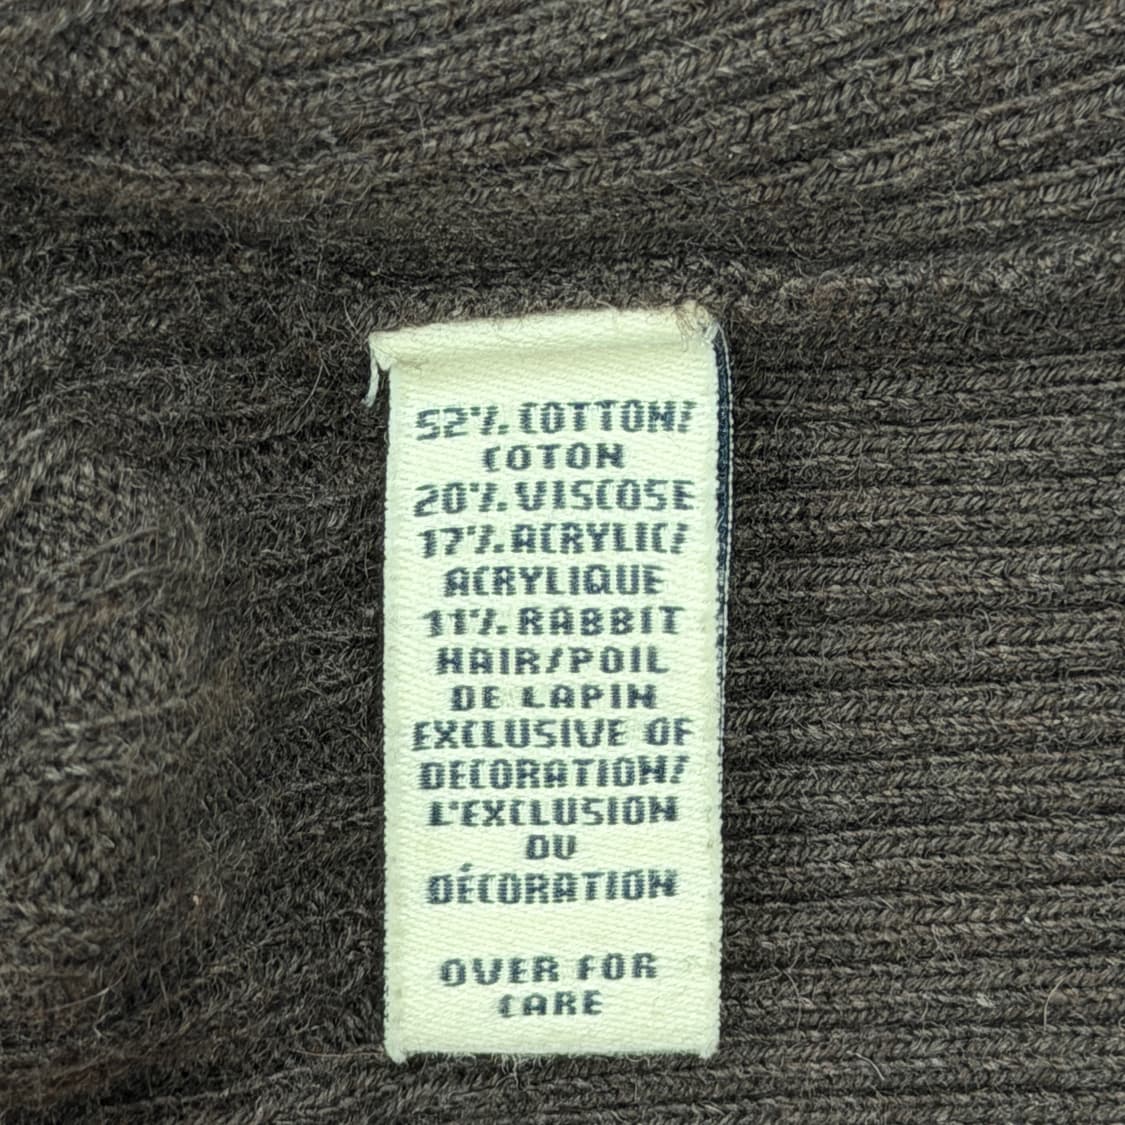 52% COTTON/
COTON
20% VISCOSE
17% ACRYLIC/
ACRYLIQUE
11% RABBIT
HAIR/POIL
DE LAPIN
EXCLUSIVE OF
DECORATION/
L'EXCLUSION
DU
DÉCORATION
OVER FOR
CARE